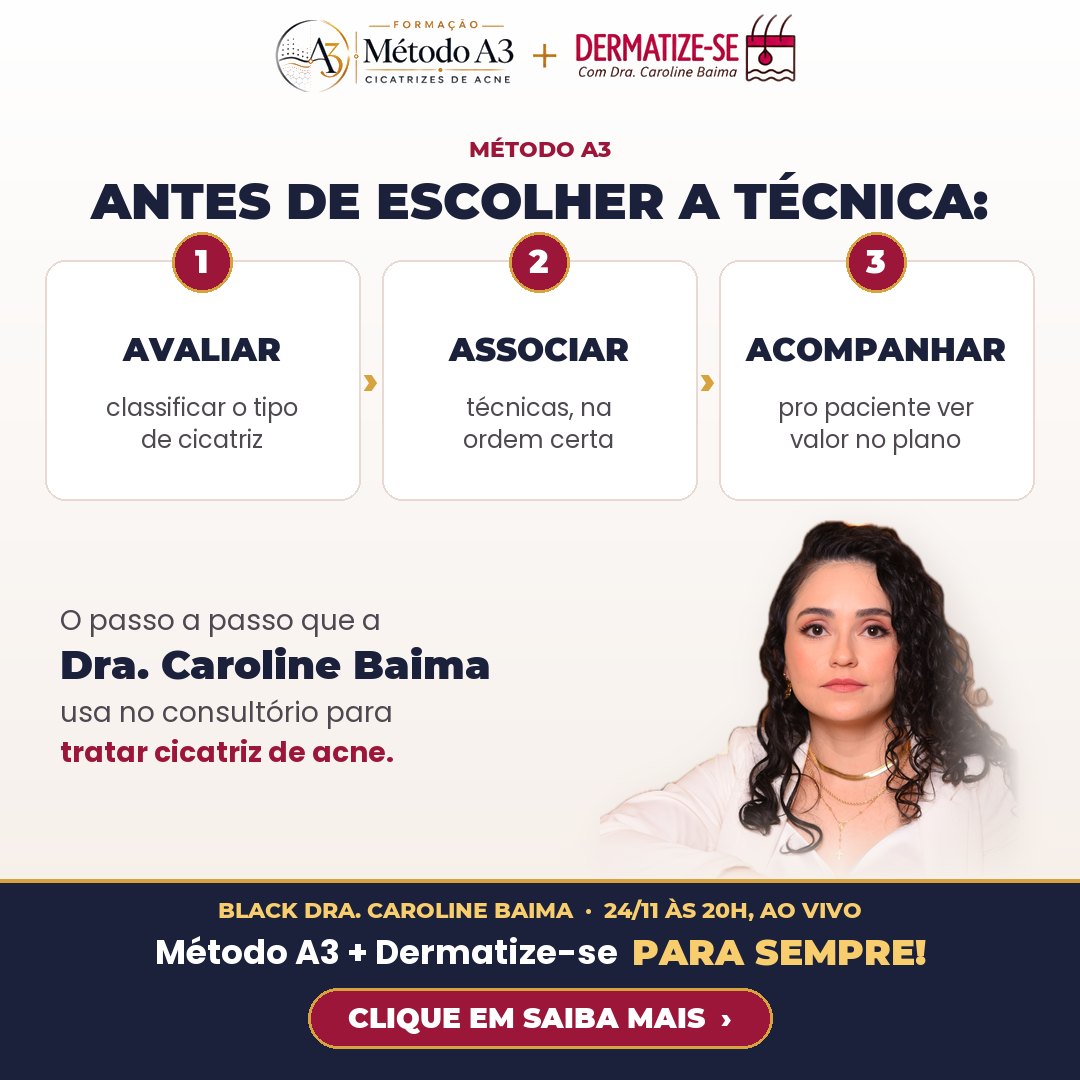 FORMAÇÃO
A3 Método A3
CICATRIZES DE ACNE
+
DERMATIZE-SE
Com Dra. Caroline Baima
MÉTODO A3
ANTES DE ESCOLHER A TÉCNICA:
1
AVALIAR
classificar o tipo
de cicatriz
›
2
ASSOCIAR
técnicas, na
ordem certa
›
3
ACOMPANHAR
pro paciente ver
valor no plano
O passo a passo que a
Dra. Caroline Baima
usa no consultório para
tratar cicatriz de acne.
BLACK DRA. CAROLINE BAIMA · 24/11 ÀS 20H, AO VIVO
Método A3 + Dermatize-se PARA SEMPRE!
CLIQUE EM SAIBA MAIS ›